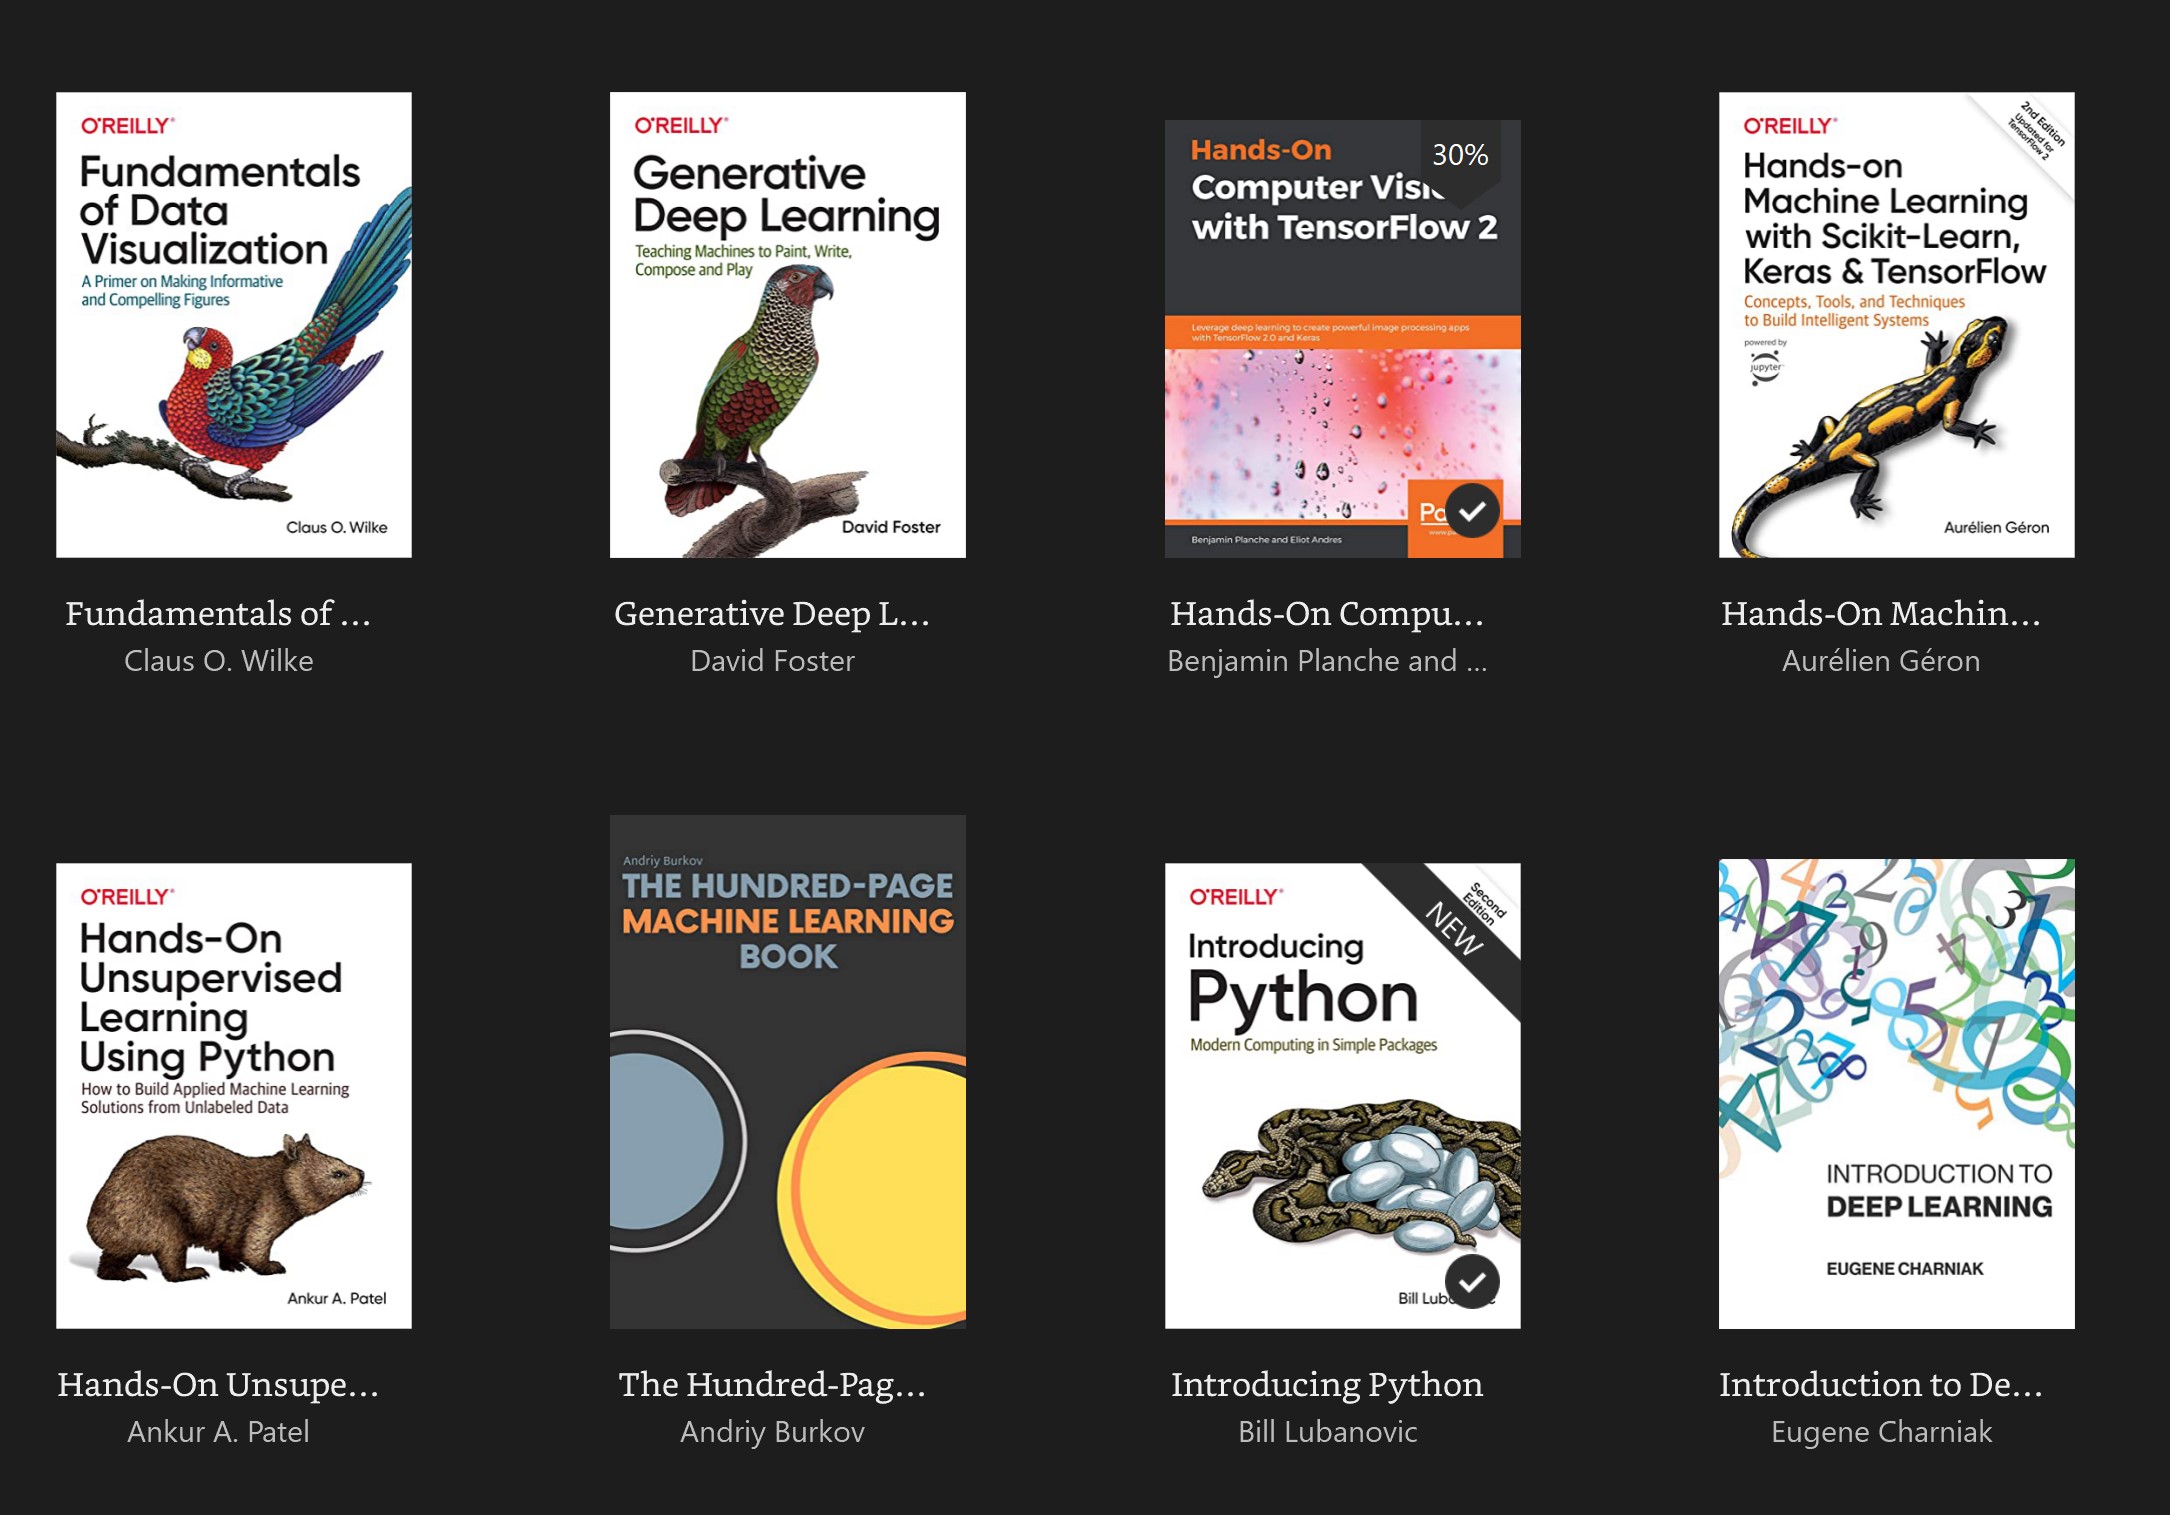 O'REILLY®
Fundamentals
of Data
Visualization
A Primer on Making Informative
and Compelling Figures
Claus O. Wilke
Fundamentals of ...
Claus O. Wilke
O'REILLY®
Generative
Deep Learning
Teaching Machines to Paint, Write,
Compose and Play
David Foster
Generative Deep L...
David Foster
30%
Hands-On
Computer
with TensorFlow 2
Leverage deep learning to create powerful image processing apps
with TensorFlow 2.0 and Keras
Benjamin Planche and Eliot Andres
Hands-On Compu...
Benjamin Planche and ...
O'REILLY®
2nd Edition
Updated for
TensorFlow 2
Hands-on
Machine Learning
with Scikit-Learn,
Keras & TensorFlow
Concepts, Tools, and Techniques
to Build Intelligent Systems
powered by
jupyter
Aurélien Géron
Hands-On Machin...
Aurélien Géron
O'REILLY®
Hands-On
Unsupervised
Learning
Using Python
How to Build Applied Machine Learning
Solutions from Unlabeled Data
Ankur A. Patel
Hands-On Unsupe...
Ankur A. Patel
Andriy Burkov
THE HUNDRED-PAGE
MACHINE LEARNING
BOOK
The Hundred-Pag...
Andriy Burkov
O'REILLY®
Second
Edition
NEW
Introducing
Python
Modern Computing in Simple Packages
Bill
Introducing Python
Bill Lubanovic
INTRODUCTION TO
DEEP LEARNING
EUGENE CHARNIAK
Introduction to De...
Eugene Charniak